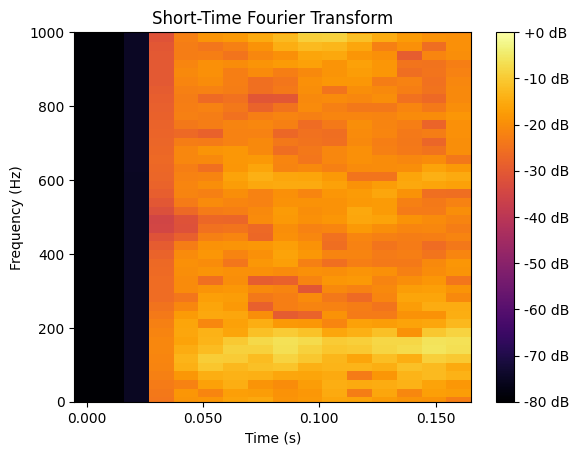 Short-Time Fourier Transform
1000
800
600
400
200
0
Frequency (Hz)
0.000
0.050
0.100
0.150
Time (s)
+0 dB
-10 dB
-20 dB
-30 dB
-40 dB
-50 dB
-60 dB
-70 dB
-80 dB